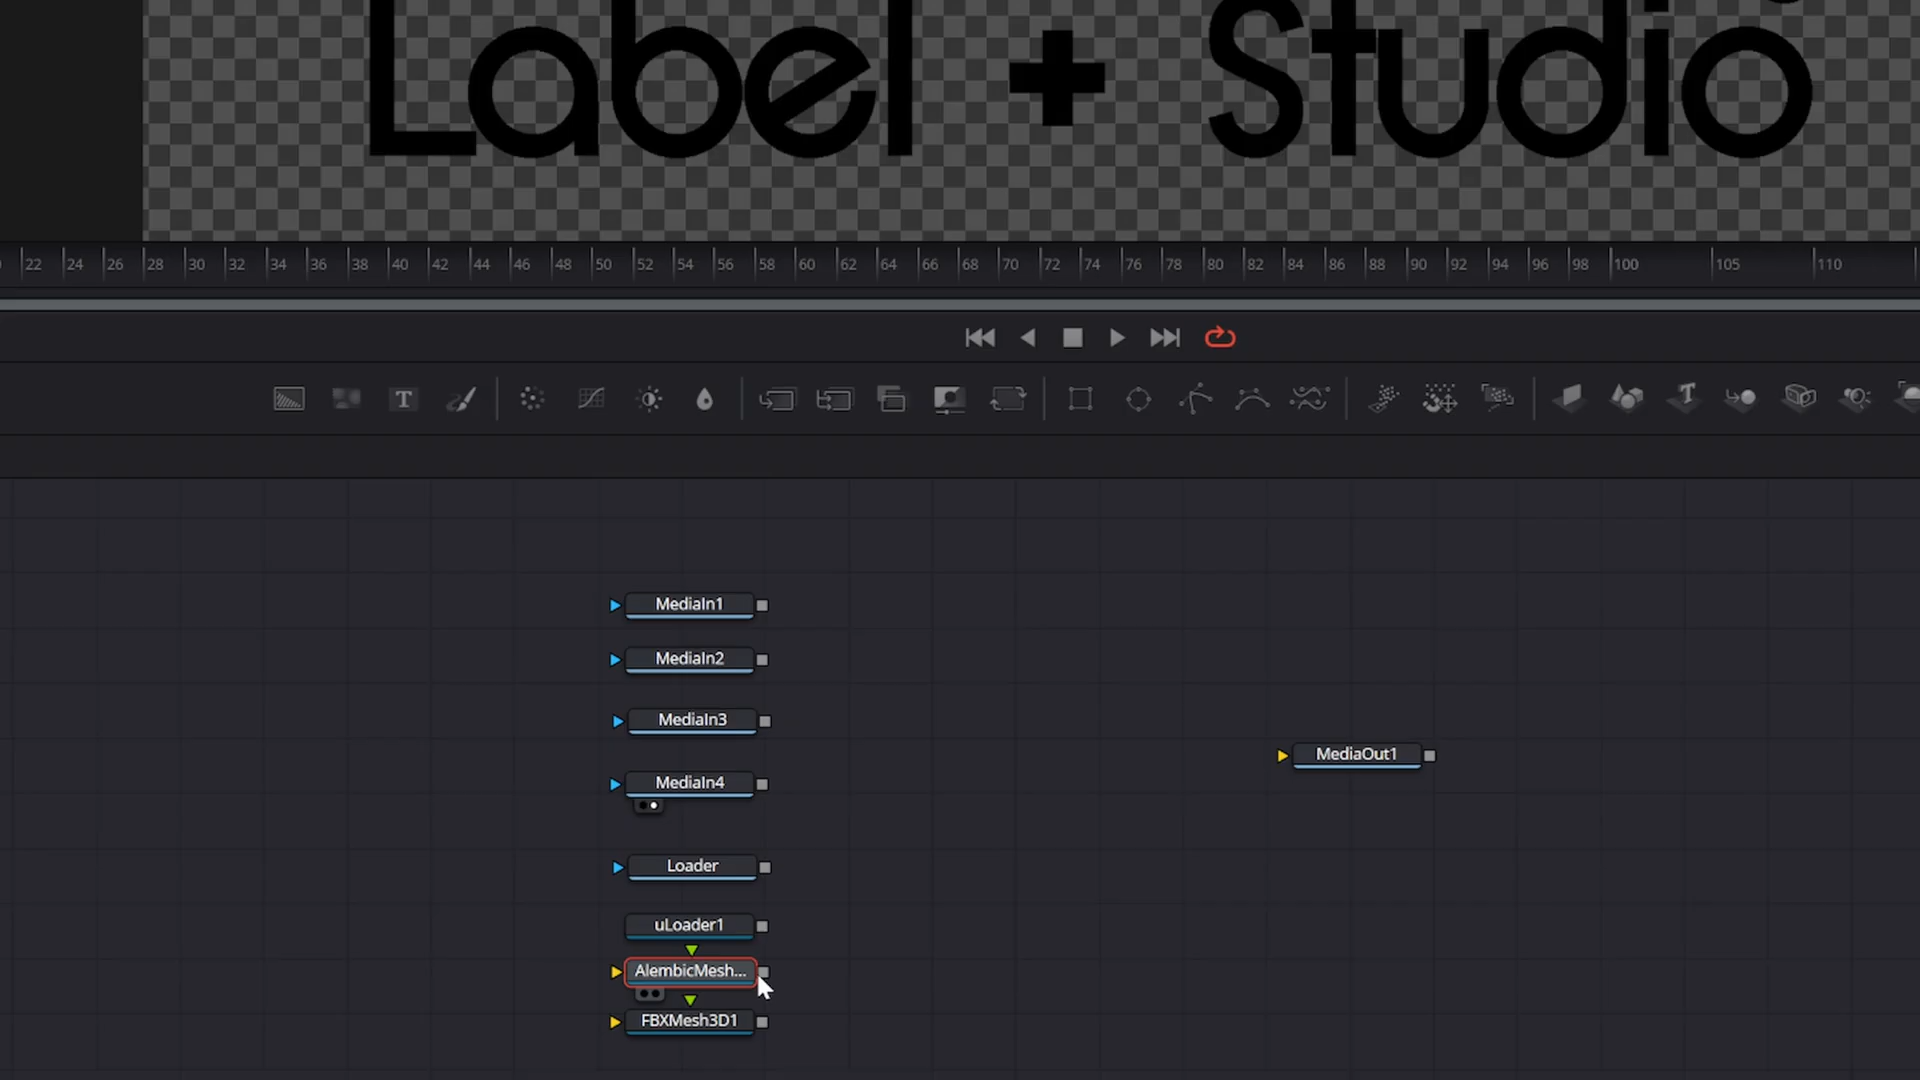 Label + Studio
22 24 26 28 30 32 34 36 38 40 42 44 46 48 50 52 54 56 58 60 62 64 66 68 70 72 74 76 78 80 82 84 86 88 90 92 94 96 98 100 105 110
T
MediaIn1
MediaIn2
MediaIn3
MediaOut1
MediaIn4
Loader
uLoader1
AlembicMesh...
FBXMesh3D1